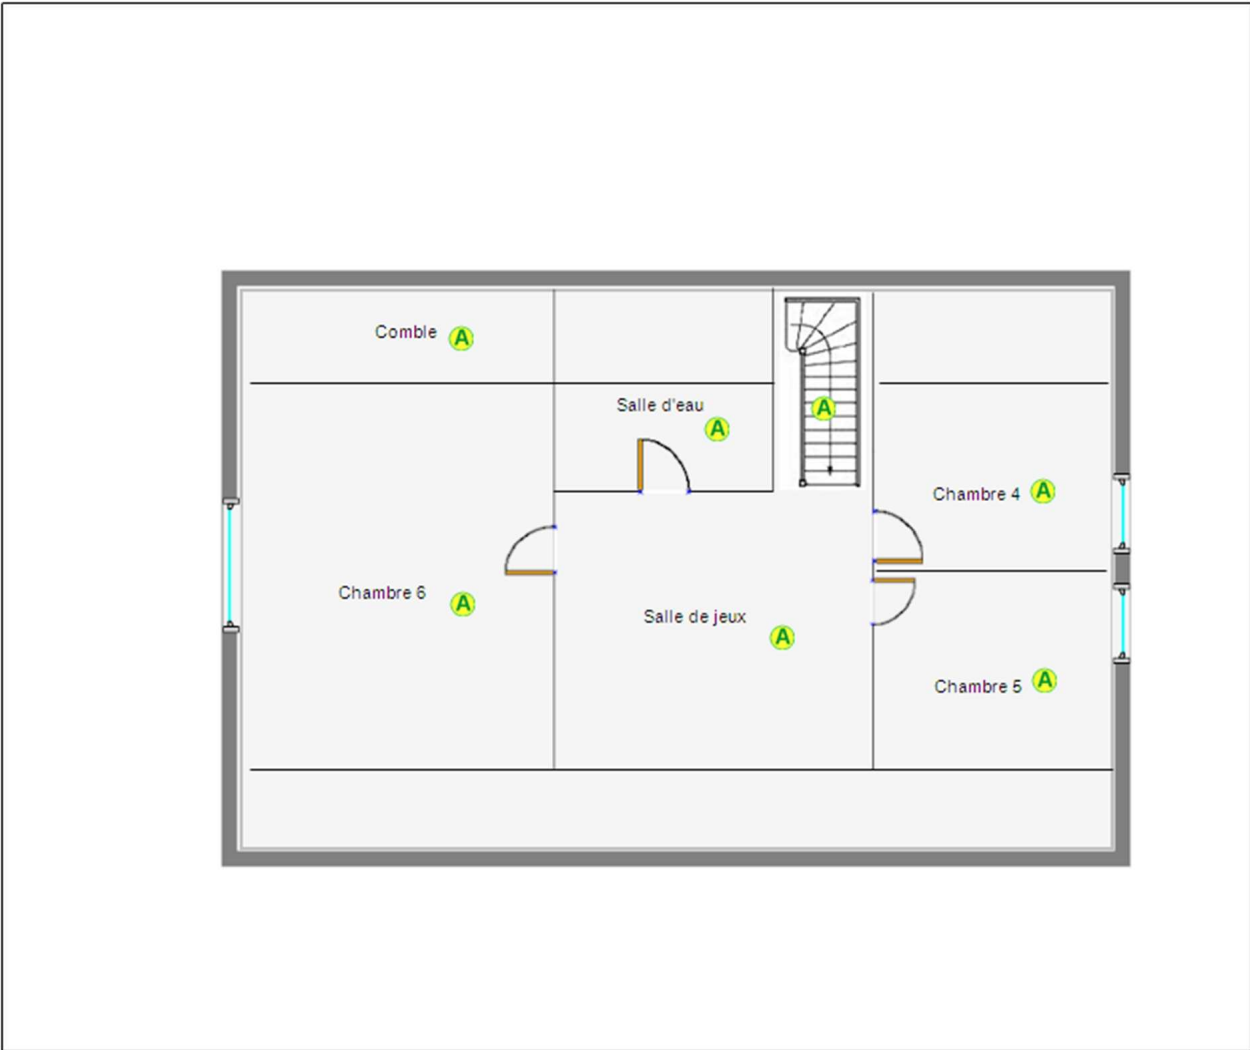 Comble A
Salle d'eau A
A
Chambre 4 A
Chambre 6 A
Salle de jeux A
Chambre 5 A